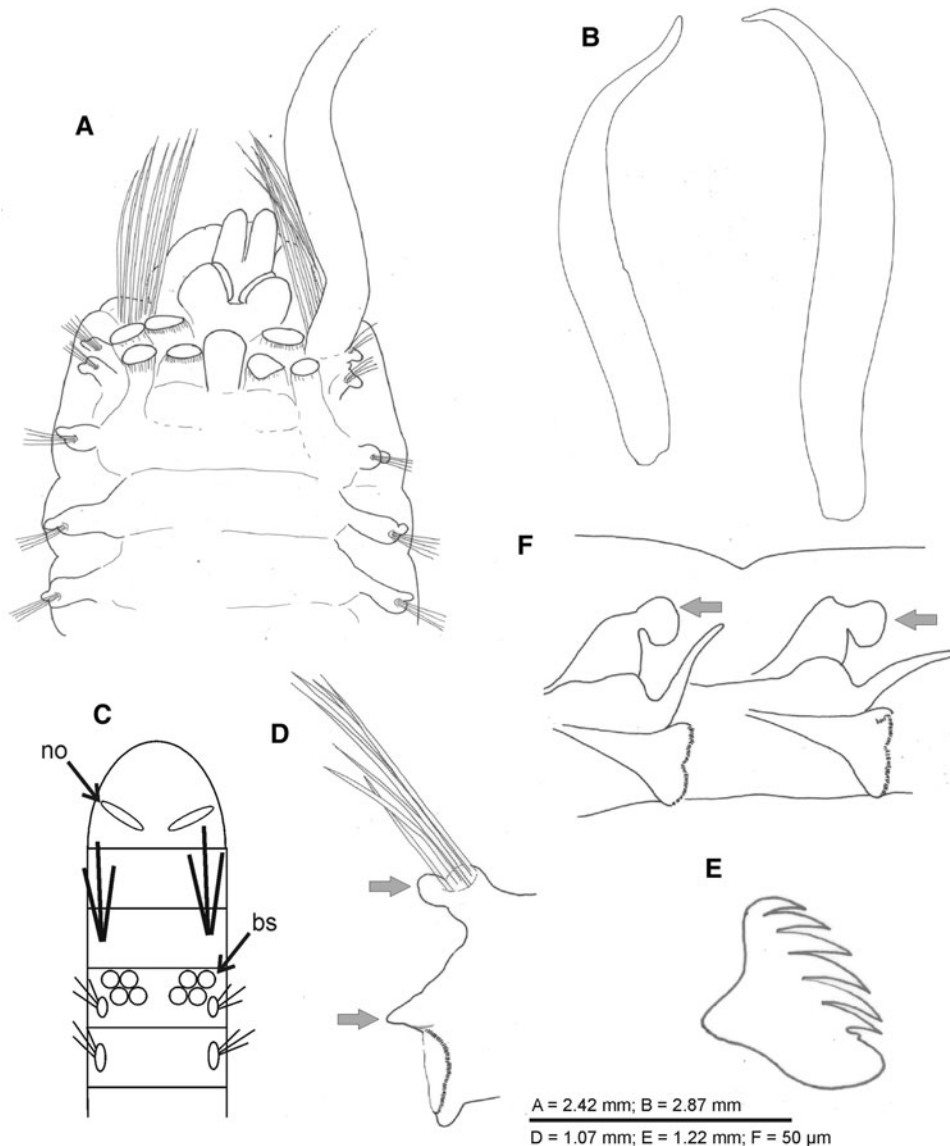 A
B
F
C
no
D
bs
E
A = 2.42 mm; B = 2.87 mm
D = 1.07 mm; E = 1.22 mm; F = 50 µm